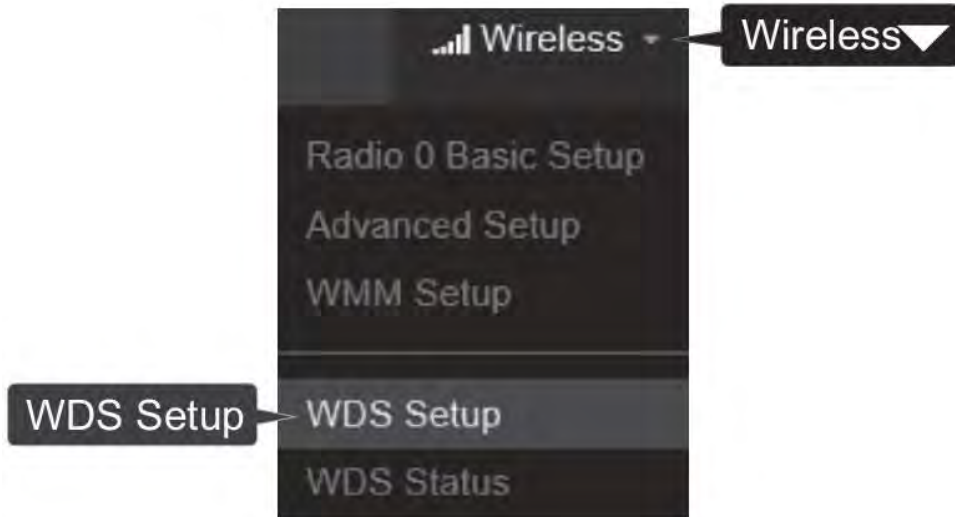 Wireless Wireless
Radio 0 Basic Setup
Advanced Setup
WMM Setup
WDS Setup WDS Setup
WDS Status